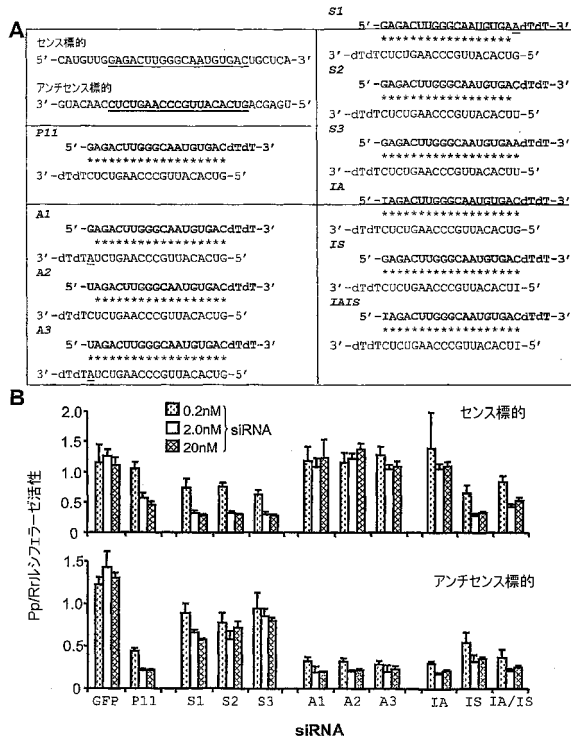 A
センス標的
5'-CAUGUUGGAGACUUGGGCAAUGUGACUGCUCA-3'
アンチセンス標的
3'-GUACAACCUCUGAACCCGUUACACUGACGAGU-5'
P11
5'-GAGACUUGGGCAAUGUGACdTdT-3'
*******************
3'-dTdTCUCUGAACCCGUUACACUG-5'
A1
5'-GAGACUUGGGCAAUGUGACdTdT-3'
******************
3'-dTdTAUCUGAACCCGUUACACUG-5'
A2
5'-UAGACUUGGGCAAUGUGACdTdT-3'
******************
3'-dTdTCUCUGAACCCGUUACACUG-5'
A3
5'-UAGACUUGGGCAAUGUGACdTdT-3'
*******************
3'-dTdTAUCUGAACCCGUUACACUG-5'
S1
5'-GAGACUUGGGCAAUGUGAAdTdT-3'
******************
3'-dTdTCUCUGAACCCGUUACACUG-5'
S2
5'-GAGACUUGGGCAAUGUGACdTdT-3'
******************
3'-dTdTCUCUGAACCCGUUACACUU-5'
S3
5'-GAGACUUGGGCAAUGUGAAdTdT-3'
*******************
3'-dTdTCUCUGAACCCGUUACACUU-5'
IA
5'-IAGACUUGGGCAAUGUGACdTdT-3'
*******************
3'-dTdTCUCUGAACCCGUUACACUG-5'
IS
5'-GAGACUUGGGCAAUGUGACdTdT-3'
*******************
3'-dTdTCUCUGAACCCGUUACACUI-5'
IAIS
5'-IAGACUUGGGCAAUGUGACdTdT-3'
*******************
3'-dTdTCUCUGAACCCGUUACACUI-5'
B
2.0
1.5
1.0
0.5
0
0.2nM
2.0nM
20nM
siRNA
センス標的
Pp/Rrルシフェラーゼ活性
1.5
1.0
0.5
0
アンチセンス標的
GFP P11 S1 S2 S3 A1 A2 A3 IA IS IA/IS
siRNA